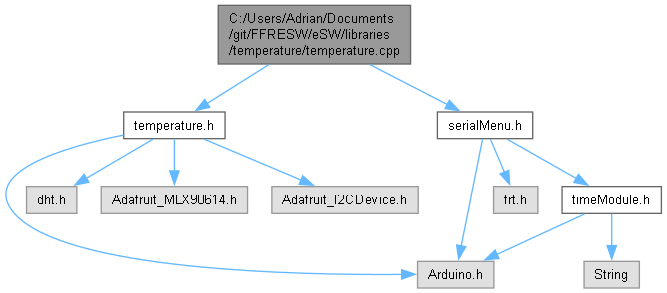 C:/Users/Adrian/Documents
/git/FFRESW/eSW/libraries
/temperature/temperature.cpp
temperature.h
serialMenu.h
dht.h
Adafruit_MLX90614.h
Adafruit_I2CDevice.h
frt.h
timeModule.h
Arduino.h
String